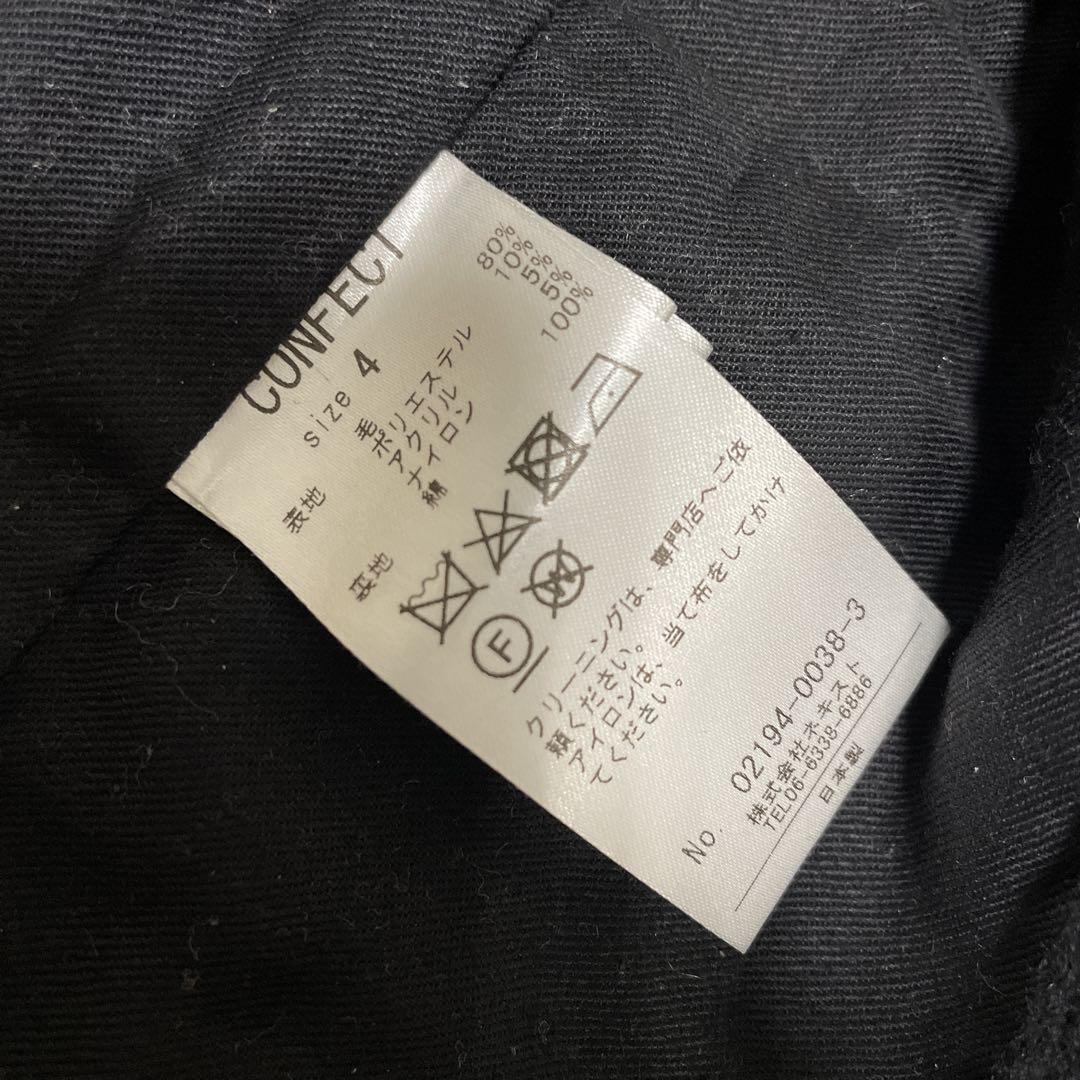 CONFECT
size 4
表地 毛 80%
ポリエステル 10%
アクリル 5%
ナイロン 5%
裏地 綿 100%
F
W
クリーニングは、専門店へご依
頼ください。
アイロンは、当て布をしてかけ
てください。
No. 02194-0038-3
株式会社ネキスト
TEL06-6338-6886
日本製